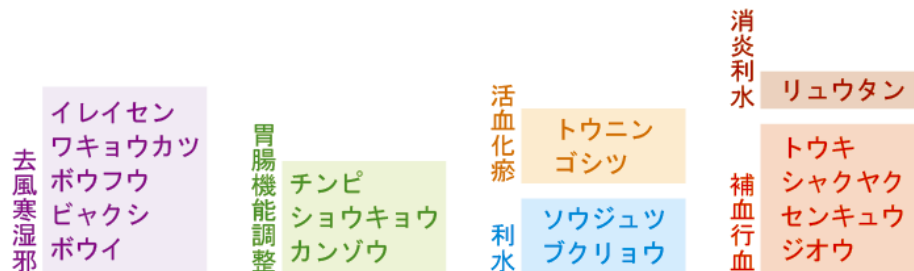 去風寒湿邪
イレイセン
ワキョウカツ
ボウフウ
ビャクシ
ボウイ
胃腸機能調整
チンピ
ショウキョウ
カンゾウ
活血化瘀
トウニン
ゴシツ
利水
ソウジュツ
ブクリョウ
消炎利水
リュウタン
補血行血
トウキ
シャクヤク
センキュウ
ジオウ